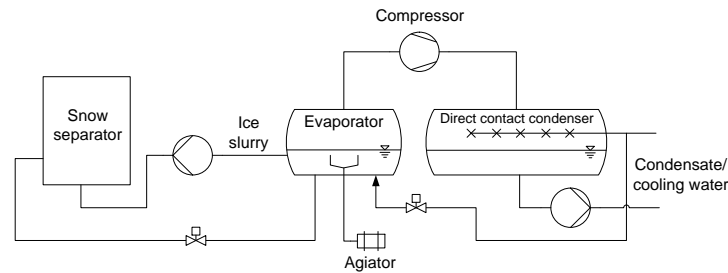 Compressor
Snow
separator
Ice
slurry
Evaporator
Direct contact condenser
Condensate/
cooling water
Agiator